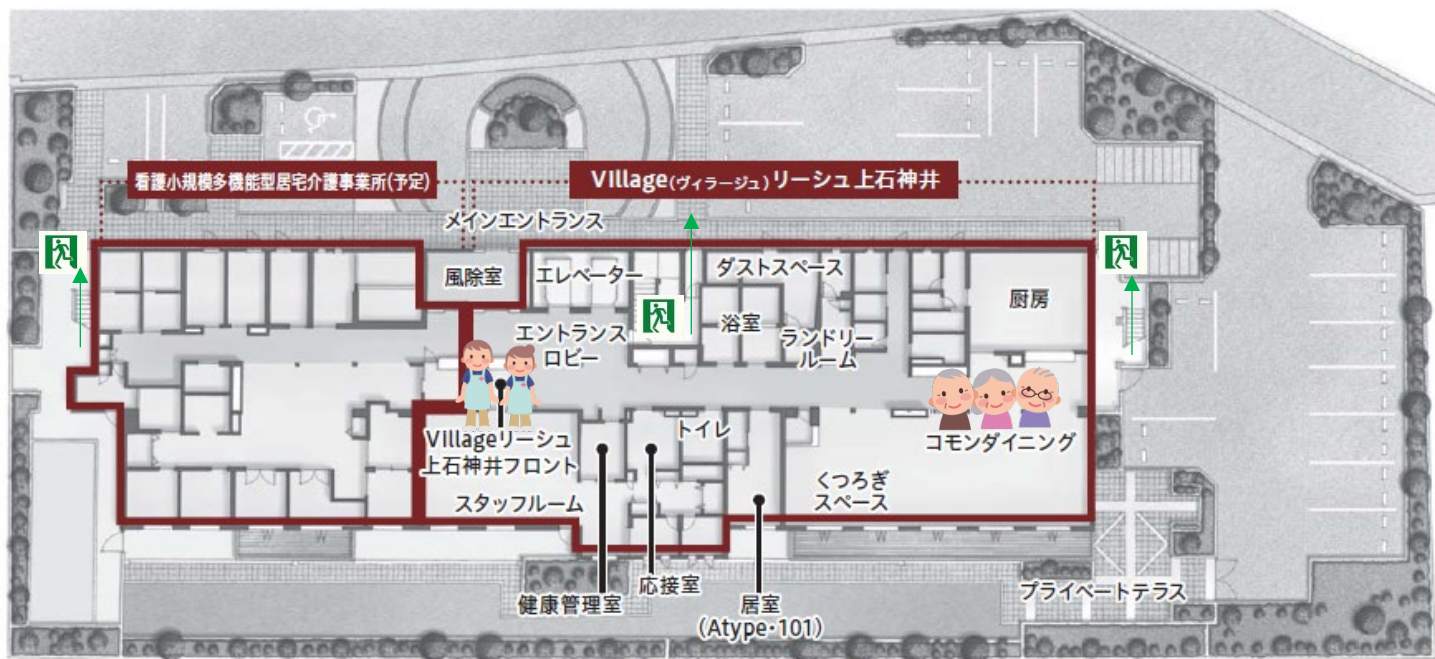 看護小規模多機能型居宅介護事業所(予定)
VIllage(ヴィラージュ)リーシュ上石神井
メインエントランス
風除室
エレベーター
ダストスペース
厨房
浴室
エントランス
ロビー
ランドリー
ルーム
VIllageリーシュ
上石神井フロント
トイレ
コモンダイニング
スタッフルーム
くつろぎ
スペース
健康管理室
応接室
居室
(Atype・101)
プライベートテラス
W
W
W
W
W
W